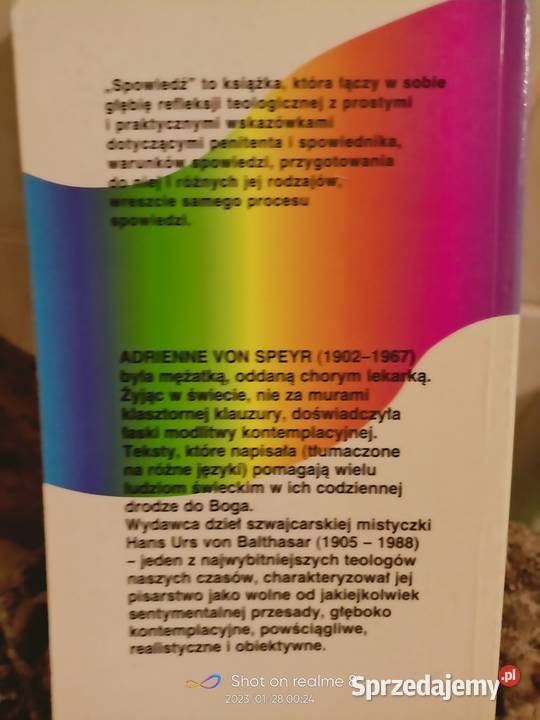 „Spowiedź” to książka, która łączy w sobie
głębię refleksji teologicznej z prostymi
i praktycznymi wskazówkami
dotyczącymi penitenta i spowiednika,
warunków spowiedzi, przygotowania
do niej i różnych jej rodzajów,
wreszcie samego procesu
spowiedzi.
ADRIENNE VON SPEYR (1902–1967)
była mężatką, oddaną chorym lekarką.
Żyjąc w świecie, nie za murami
klasztornej klauzury, doświadczyła
łaski modlitwy kontemplacyjnej.
Teksty, które napisała (tłumaczone
na różne języki) pomagają wielu
ludziom świeckim w ich codziennej
drodze do Boga.
Wydawca dzieł szwajcarskiej mistyczki
Hans Urs von Balthasar (1905 – 1988)
– jeden z najwybitniejszych teologów
naszych czasów, charakteryzował jej
pisarstwo jako wolne od jakiejkolwiek
sentymentalnej przesady, głęboko
kontemplacyjne, powściągliwe,
realistyczne i obiektywne.
Shot on realme 8
2023.01.28 00:24
Sprzedajemy.pl